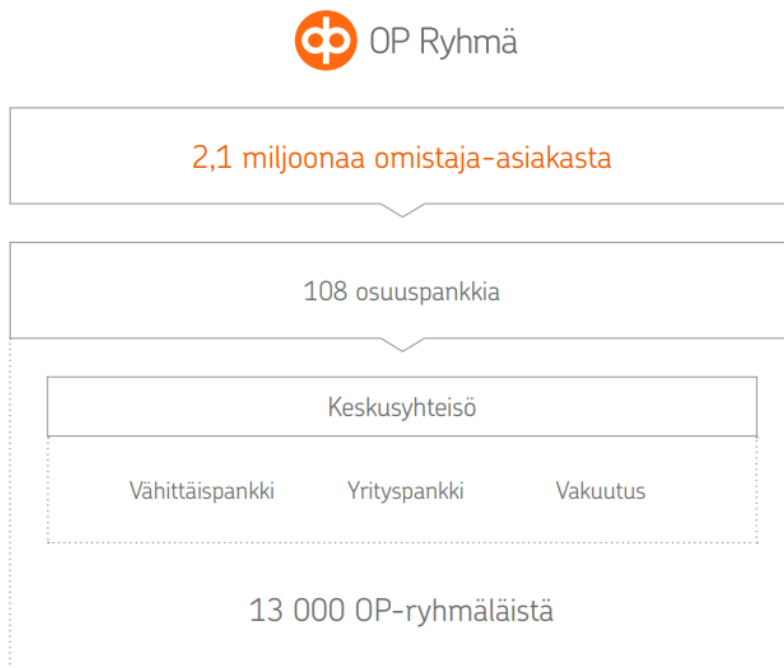 OP Ryhmä
2,1 miljoonaa omistaja-asiakasta
108 osuuspankkia
Keskusyhteisö
Vähittäispankki Yrityspankki Vakuutus
13 000 OP-ryhmäläistä